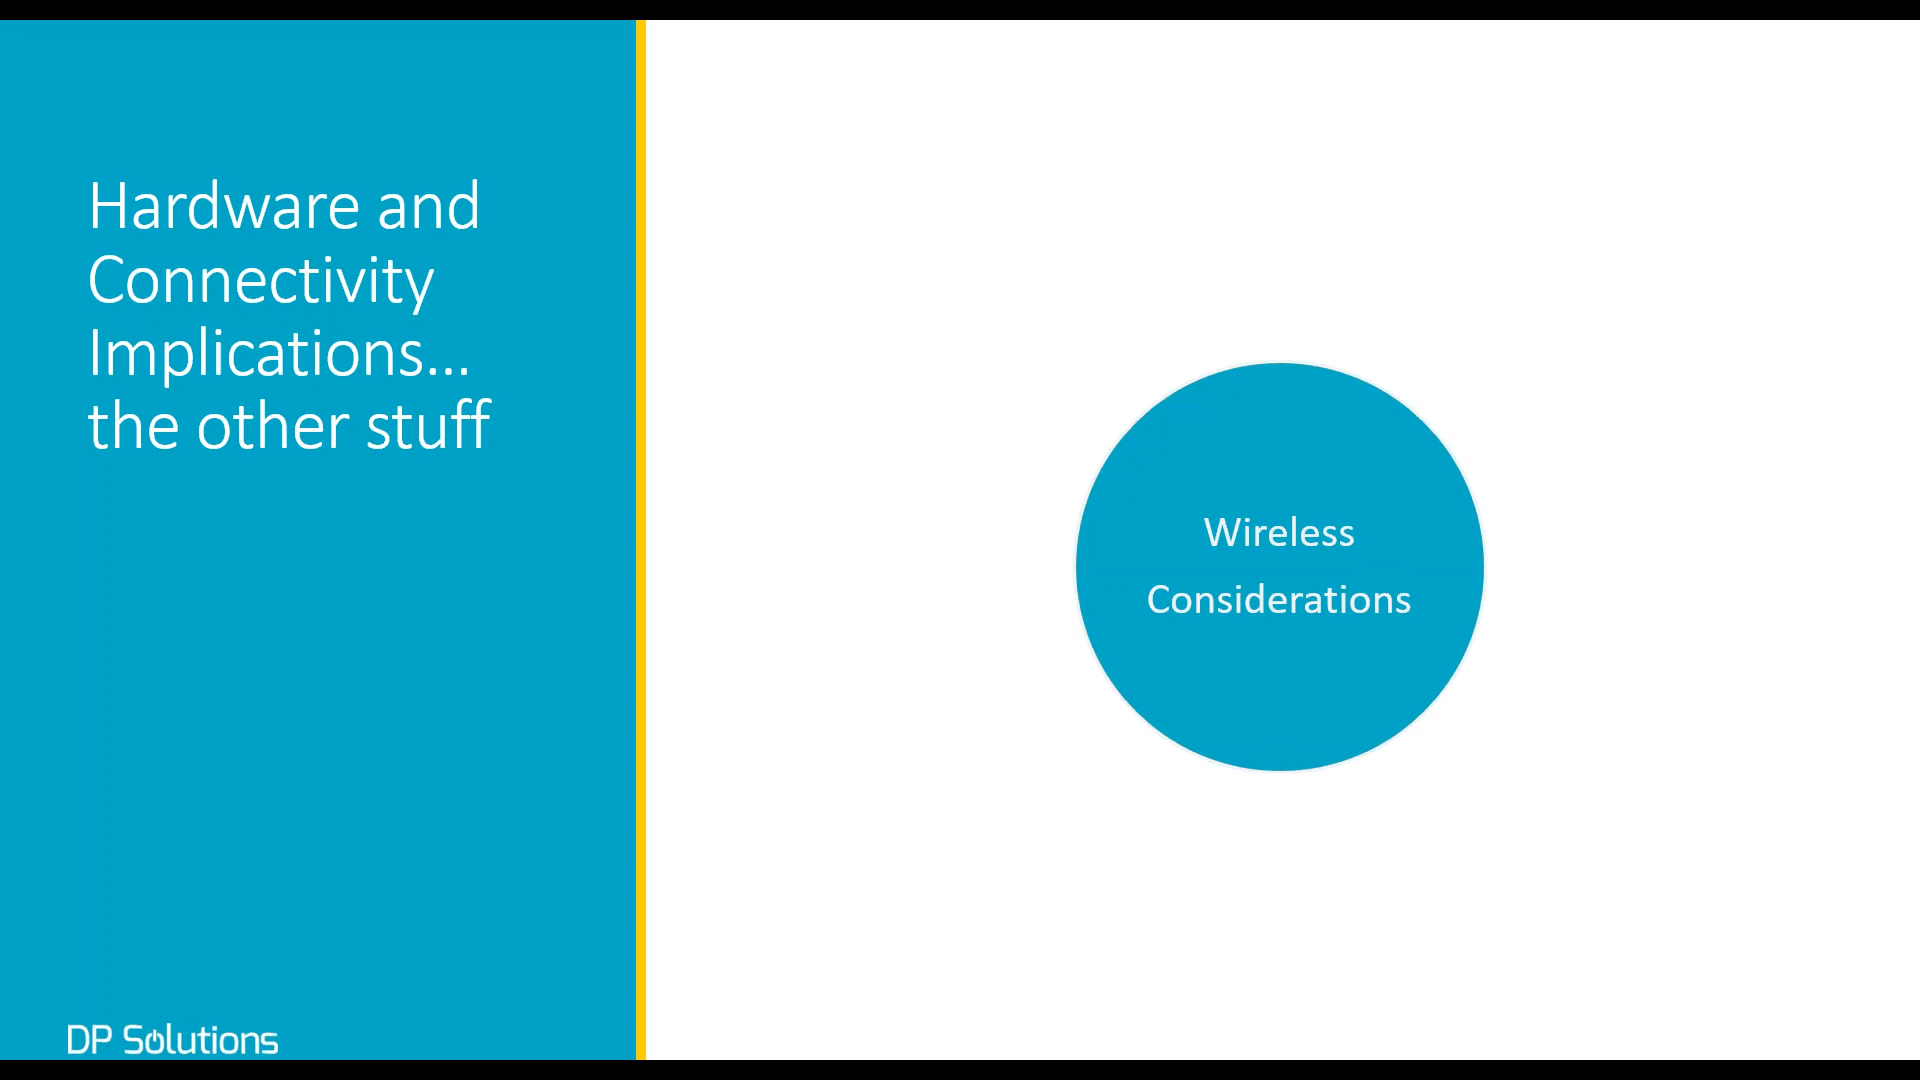 Hardware and
Connectivity
Implications...
the other stuff
Wireless
Considerations
DP Solutions